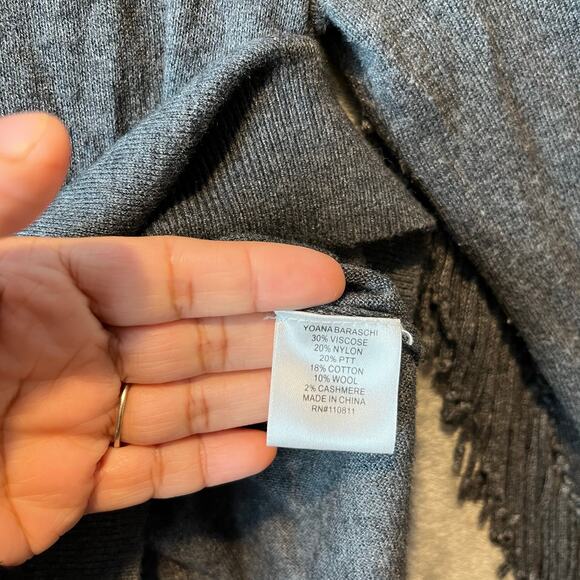 YOANA BARASCHI
30% VISCOSE
20% NYLON
20% PTT
18% COTTON
10% WOOL
2% CASHMERE
MADE IN CHINA
RN#110811